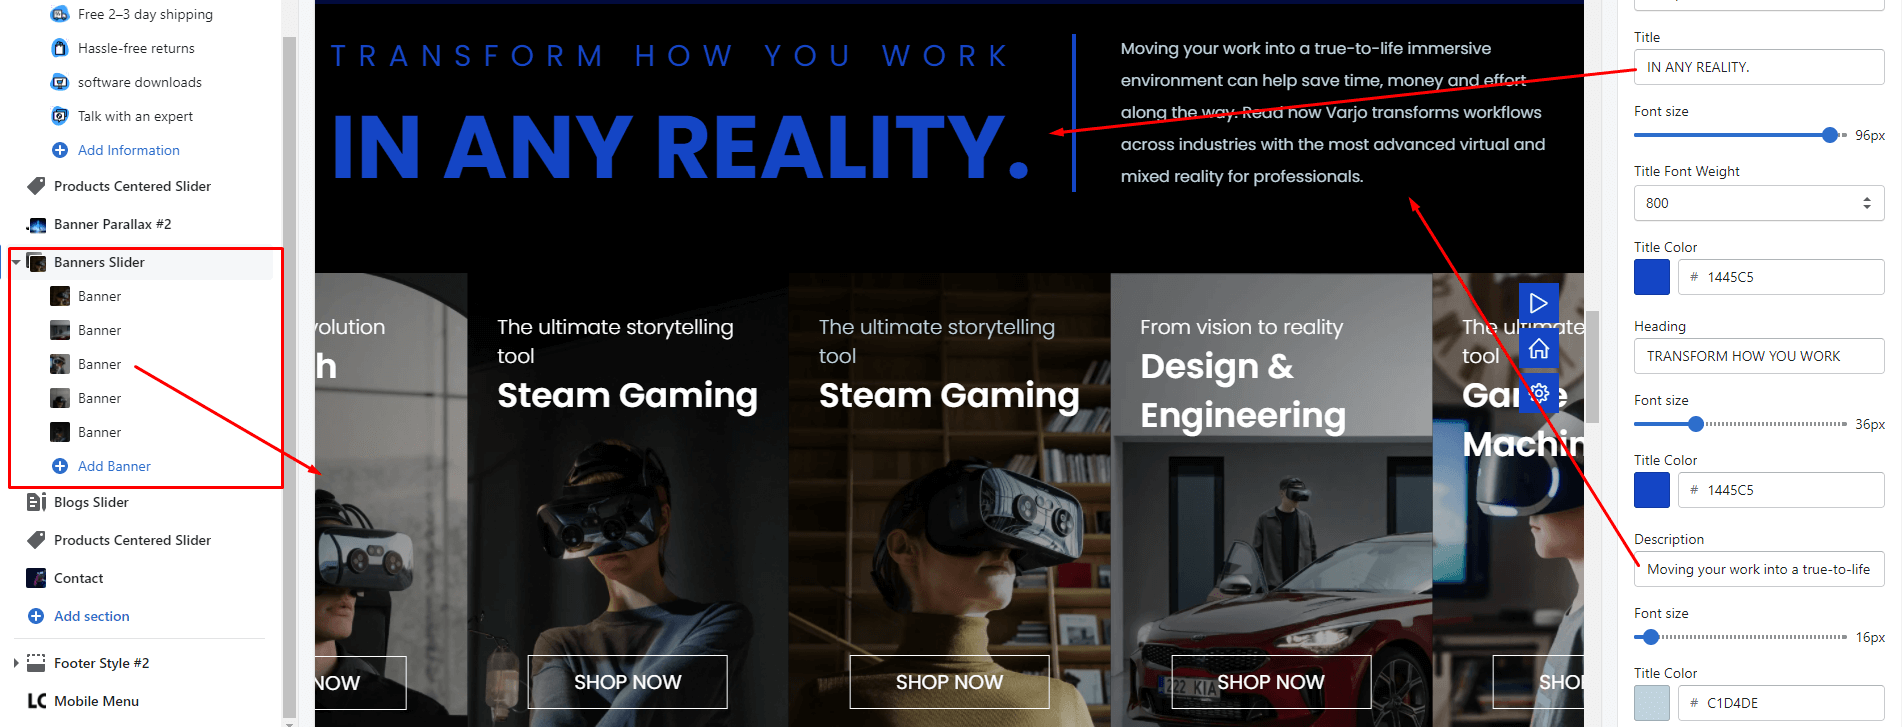 Free 2–3 day shipping
Hassle-free returns
software downloads
Talk with an expert
Add Information
Products Centered Slider
Banner Parallax #2
Banners Slider
Banner
Banner
Banner
Banner
Banner
Add Banner
Blogs Slider
Products Centered Slider
Contact
Add section
Footer Style #2
LC Mobile Menu
TRANSFORM HOW YOU WORK
IN ANY REALITY.
Moving your work into a true-to-life immersive
environment can help save time, money and effort
along the way. Read how Varjo transforms workflows
across industries with the most advanced virtual and
mixed reality for professionals.
volution
h
NOW
The ultimate storytelling
tool
Steam Gaming
SHOP NOW
The ultimate storytelling
tool
Steam Gaming
SHOP NOW
From vision to reality
Design &
Engineering
222 KIA
SHOP NOW
The ultimate
tool
Game
Machin
SHO
Title
IN ANY REALITY.
Font size
96px
Title Font Weight
800
Title Color
# 1445C5
Heading
TRANSFORM HOW YOU WORK
Font size
36px
Title Color
# 1445C5
Description
Moving your work into a true-to-life
Font size
16px
Title Color
# C1D4DE